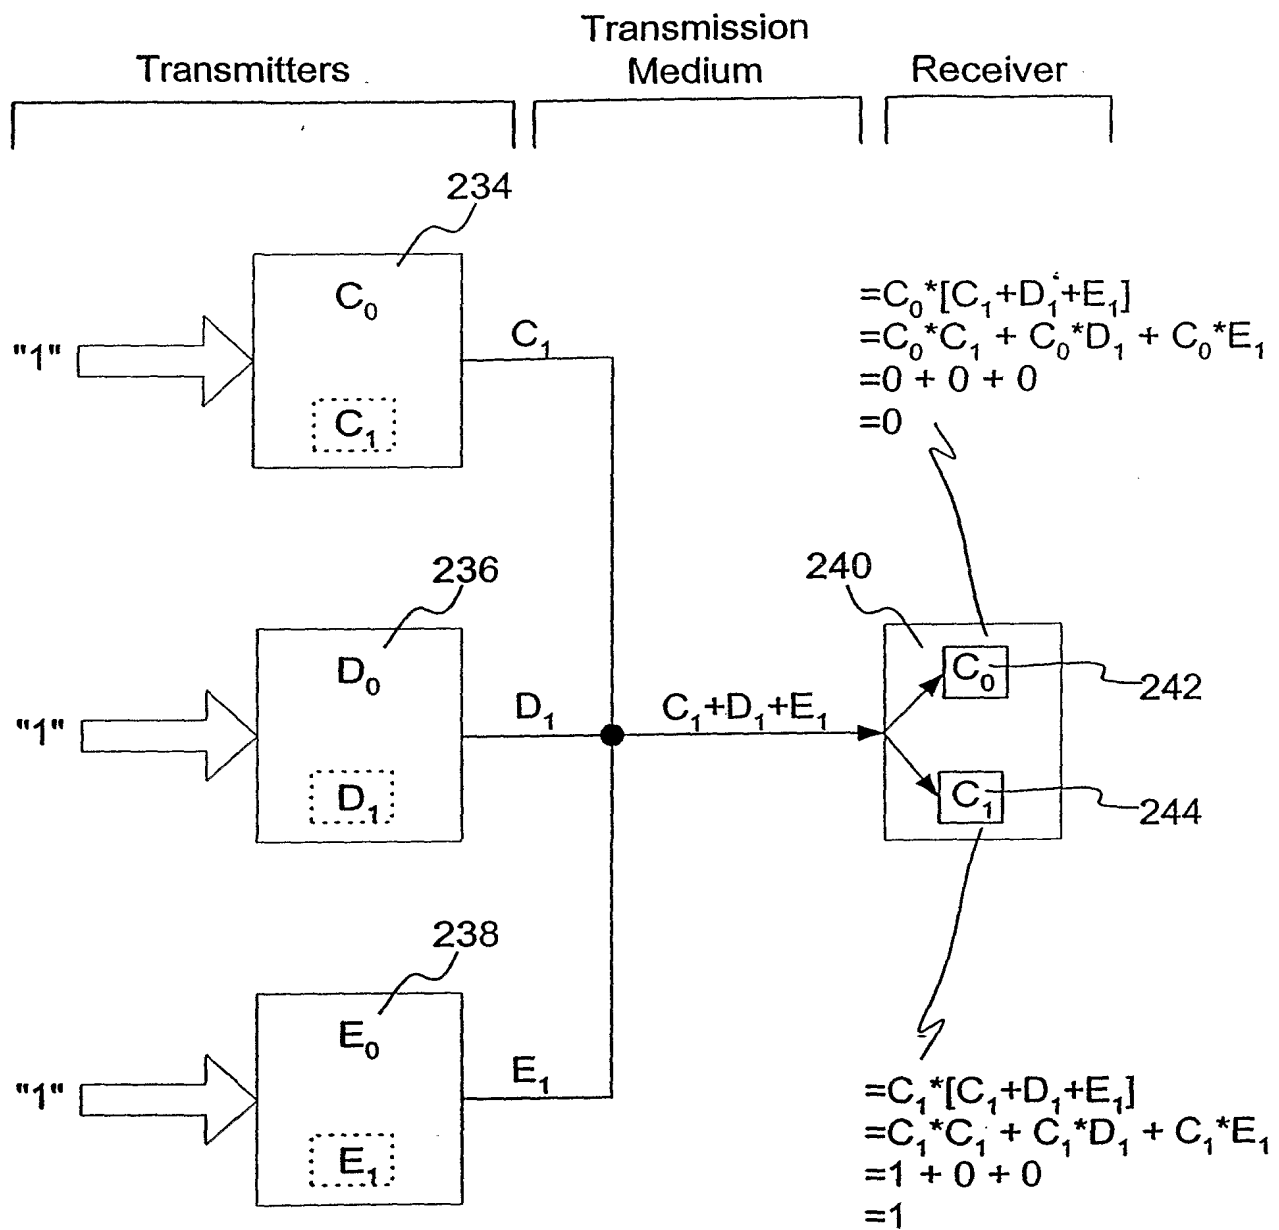 Transmitters
Transmission
Medium
Receiver
234
"1"
C₀
C₁
C₁
=C₀*[C₁+D₁+E₁]
=C₀*C₁ + C₀*D₁ + C₀*E₁
=0 + 0 + 0
=0
236
"1"
D₀
D₁
D₁
C₁+D₁+E₁
240
C₀
242
C₁
244
238
"1"
E₀
E₁
E₁
=C₁*[C₁+D₁+E₁]
=C₁*C₁ + C₁*D₁ + C₁*E₁
=1 + 0 + 0
=1